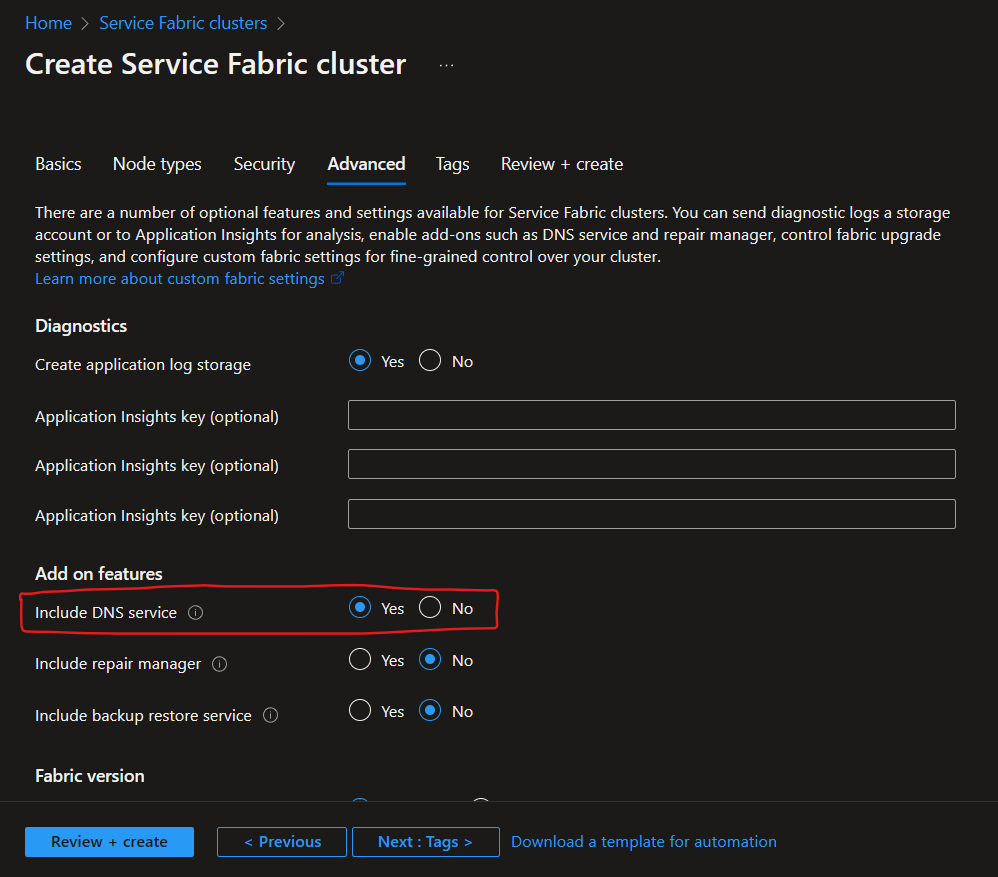 Home > Service Fabric clusters >
Create Service Fabric cluster ...
Basics Node types Security Advanced Tags Review + create
There are a number of optional features and settings available for Service Fabric clusters. You can send diagnostic logs a storage
account or to Application Insights for analysis, enable add-ons such as DNS service and repair manager, control fabric upgrade
settings, and configure custom fabric settings for fine-grained control over your cluster.
Learn more about custom fabric settings
Diagnostics
Create application log storage Yes No
Application Insights key (optional)
Application Insights key (optional)
Application Insights key (optional)
Add on features
Include DNS service Yes No
Include repair manager Yes No
Include backup restore service Yes No
Fabric version
Review + create < Previous Next : Tags > Download a template for automation